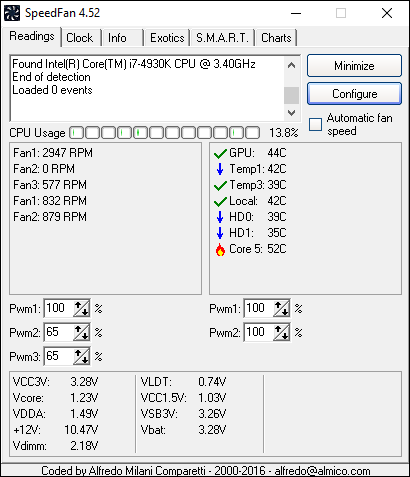 SpeedFan 4.52
Readings Clock Info Exotics S.M.A.R.T. Charts
Found Intel(R) Core(TM) i7-4930K CPU @ 3.40GHz
End of detection
Loaded 0 events
Minimize
Configure
Automatic fan
speed
CPU Usage 13.8%
Fan1: 2947 RPM
Fan2: 0 RPM
Fan3: 577 RPM
Fan1: 832 RPM
Fan2: 879 RPM
GPU: 44C
Temp1: 42C
Temp3: 39C
Local: 42C
HD0: 39C
HD1: 35C
Core 5: 52C
Pwm1: 100 %
Pwm2: 65 %
Pwm3: 65 %
Pwm1: 100 %
Pwm2: 100 %
VCC3V: 3.28V
Vcore: 1.23V
VDDA: 1.49V
+12V: 10.47V
Vdimm: 2.18V
VLDT: 0.74V
VCC1.5V: 1.03V
VSB3V: 3.26V
Vbat: 3.28V
Coded by Alfredo Milani Comparetti - 2000-2016 - alfredo@almico.com